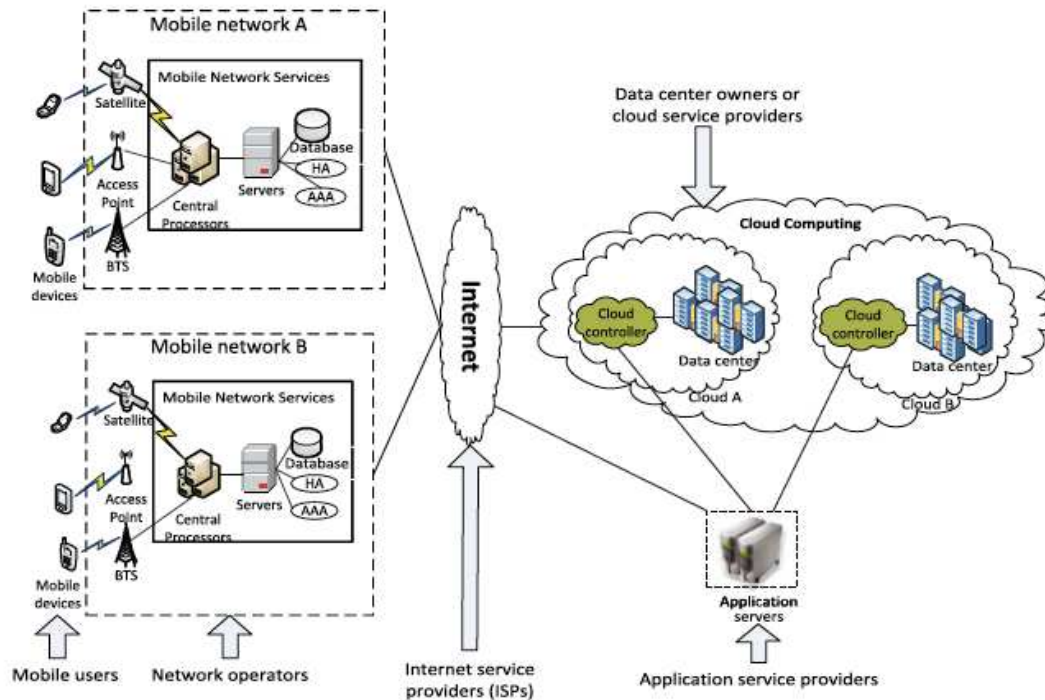 Mobile network A
Mobile Network Services
Satellite
Database
HA
AAA
Access
Point
Servers
Central
Processors
BTS
Mobile
devices
Mobile network B
Mobile Network Services
Satellite
Database
HA
AAA
Access
Point
Servers
Central
Processors
BTS
Mobile
devices
Mobile users
Network operators
Internet
Internet service
providers (ISPs)
Data center owners or
cloud service providers
Cloud Computing
Cloud
controller
Data center
Cloud A
Cloud
controller
Data center
Cloud B
Application
servers
Application service providers